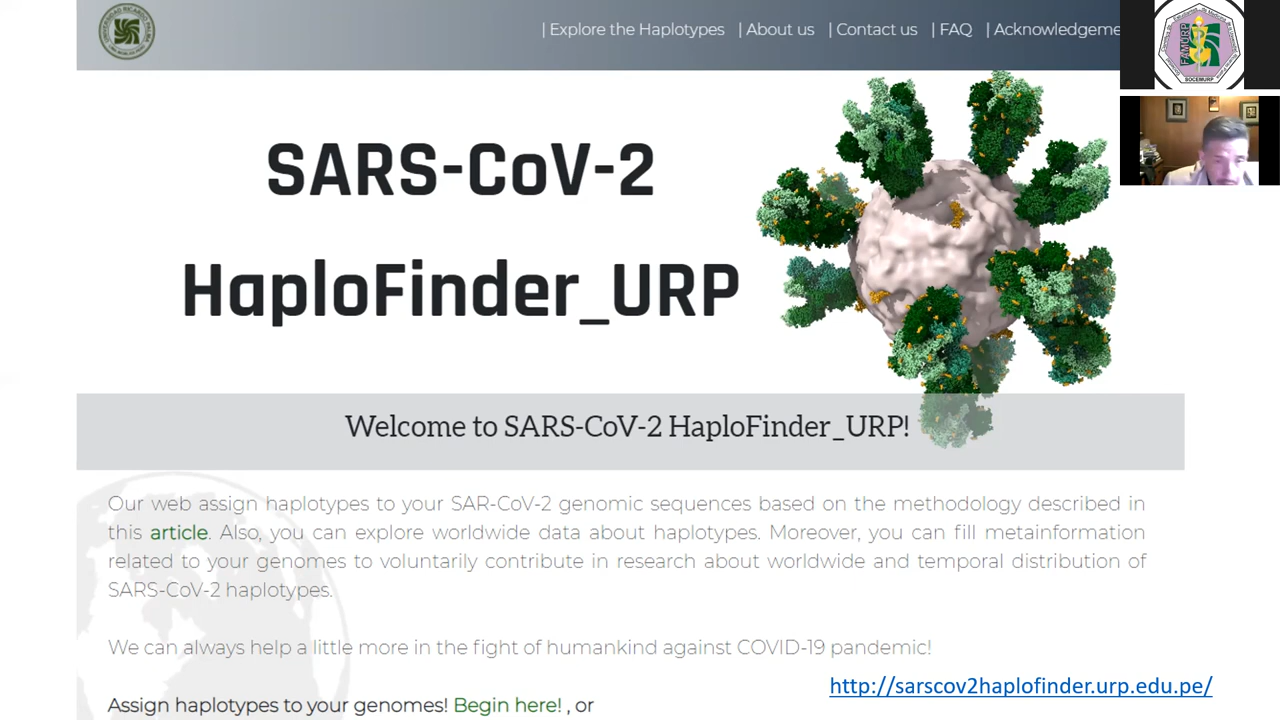 | Explore the Haplotypes | About us | Contact us | FAQ | Acknowledgeme
SARS-CoV-2
HaploFinder_URP
Welcome to SARS-CoV-2 HaploFinder_URP!
Our web assign haplotypes to your SAR-CoV-2 genomic sequences based on the methodology described in
this article. Also, you can explore worldwide data about haplotypes. Moreover, you can fill metainformation
related to your genomes to voluntarily contribute in research about worldwide and temporal distribution of
SARS-CoV-2 haplotypes.
We can always help a little more in the fight of humankind against COVID-19 pandemic!
http://sarscov2haplofinder.urp.edu.pe/
Assign haplotypes to your genomes! Begin here! , or
UNIVERSIDAD RICARDO PALMA
FAMURP
SOCEMURP